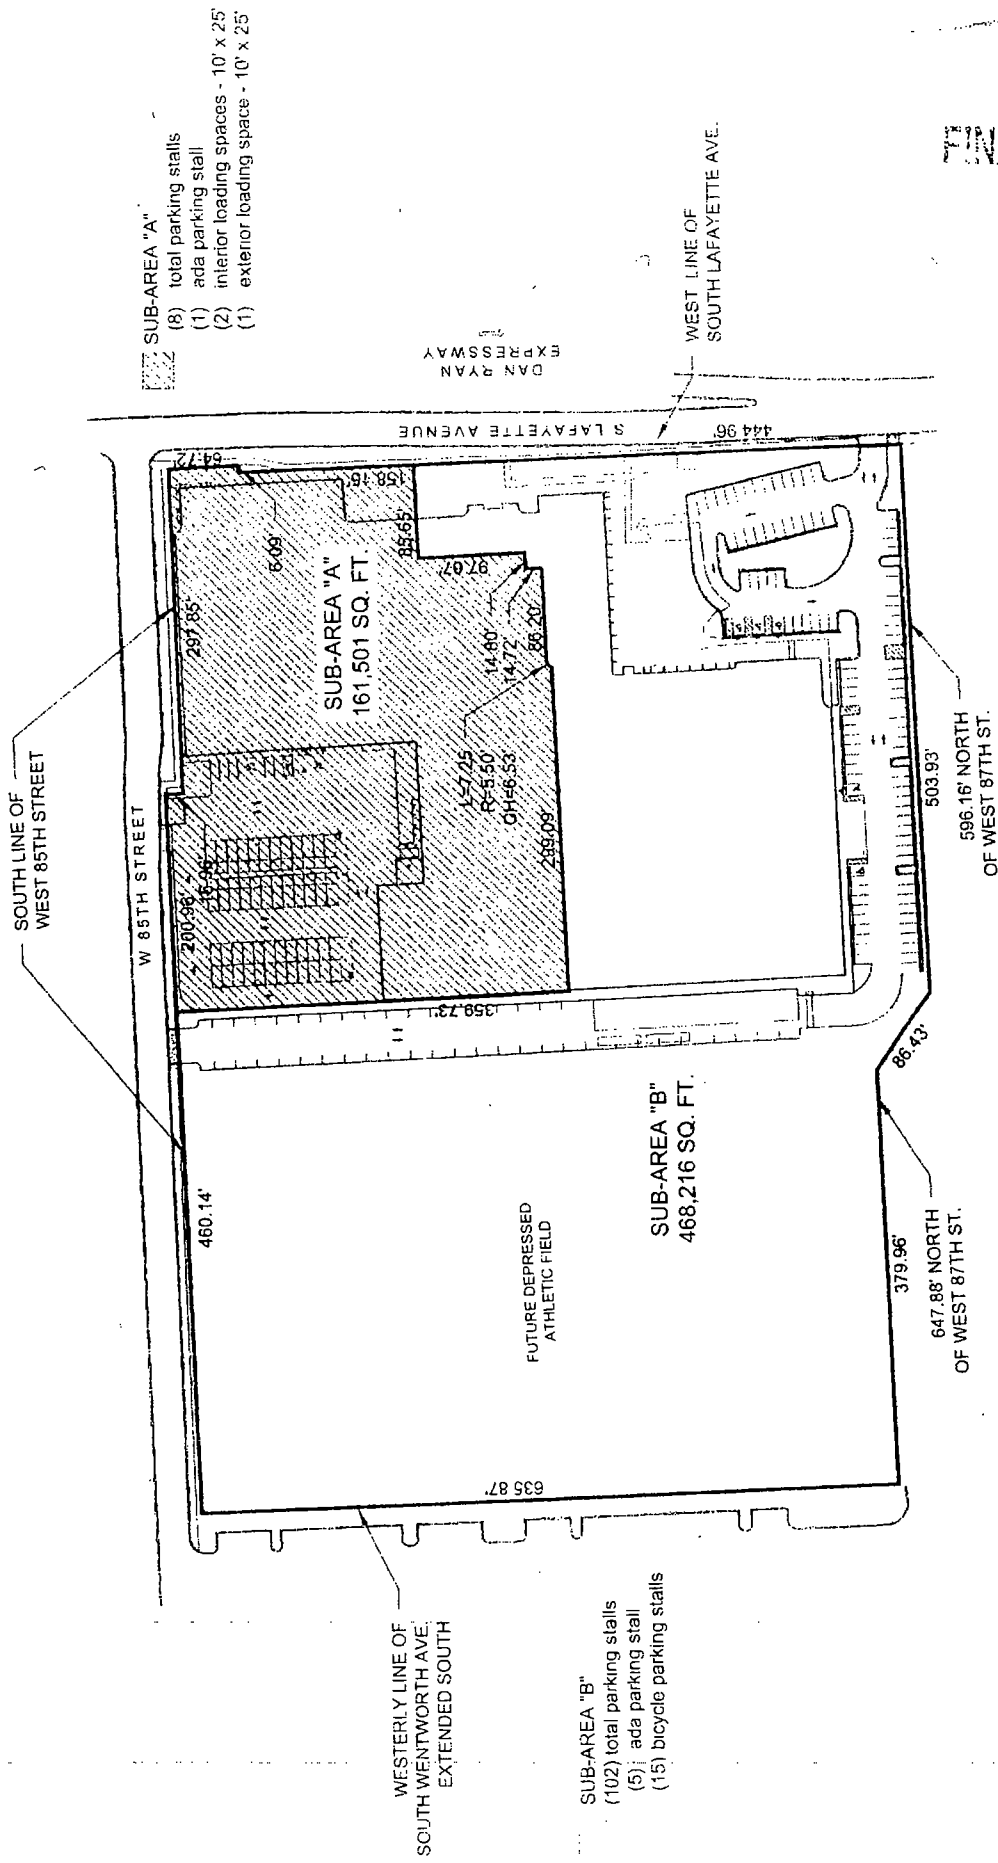 SOUTH LINE OF
WEST 85TH STREET
W 85TH STREET
SUB-AREA "A"
(8) total parking stalls
(1) ada parking stall
(2) interior loading spaces - 10' x 25'
(1) exterior loading space - 10' x 25'
DAN RYAN
EXPRESSWAY
WEST LINE OF
SOUTH LAFAYETTE AVE.
S LAFAYETTE AVENUE
444.96'
64.72
158.15'
6.09'
297.85'
200.96'
85.65'
97.07'
SUB-AREA "A"
161,501 SQ. FT.
14.80'
14.72'
86.20'
L=7.25
R=5.50'
CH=6.53'
289.09'
359.73'
460.14'
FUTURE DEPRESSED
ATHLETIC FIELD
SUB-AREA "B"
468,216 SQ. FT.
86.43'
503.93'
596.16' NORTH
OF WEST 87TH ST.
379.96'
647.88' NORTH
OF WEST 87TH ST.
635.87'
WESTERLY LINE OF
SOUTH WENTWORTH AVE.
EXTENDED SOUTH
SUB-AREA "B"
(102) total parking stalls
(5) ada parking stall
(15) bicycle parking stalls